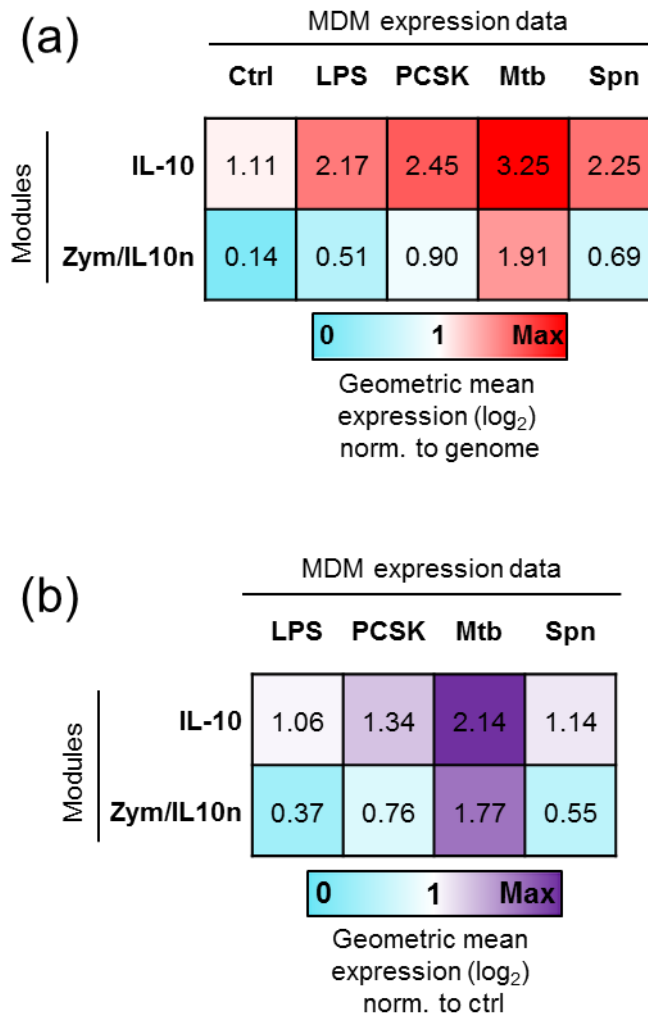 (a)
MDM expression data
Ctrl LPS PCSK Mtb Spn
Modules
IL-10 1.11 2.17 2.45 3.25 2.25
Zym/IL10n 0.14 0.51 0.90 1.91 0.69
0 1 Max
Geometric mean
expression (log2)
norm. to genome
(b)
MDM expression data
LPS PCSK Mtb Spn
Modules
IL-10 1.06 1.34 2.14 1.14
Zym/IL10n 0.37 0.76 1.77 0.55
0 1 Max
Geometric mean
expression (log2)
norm. to ctrl